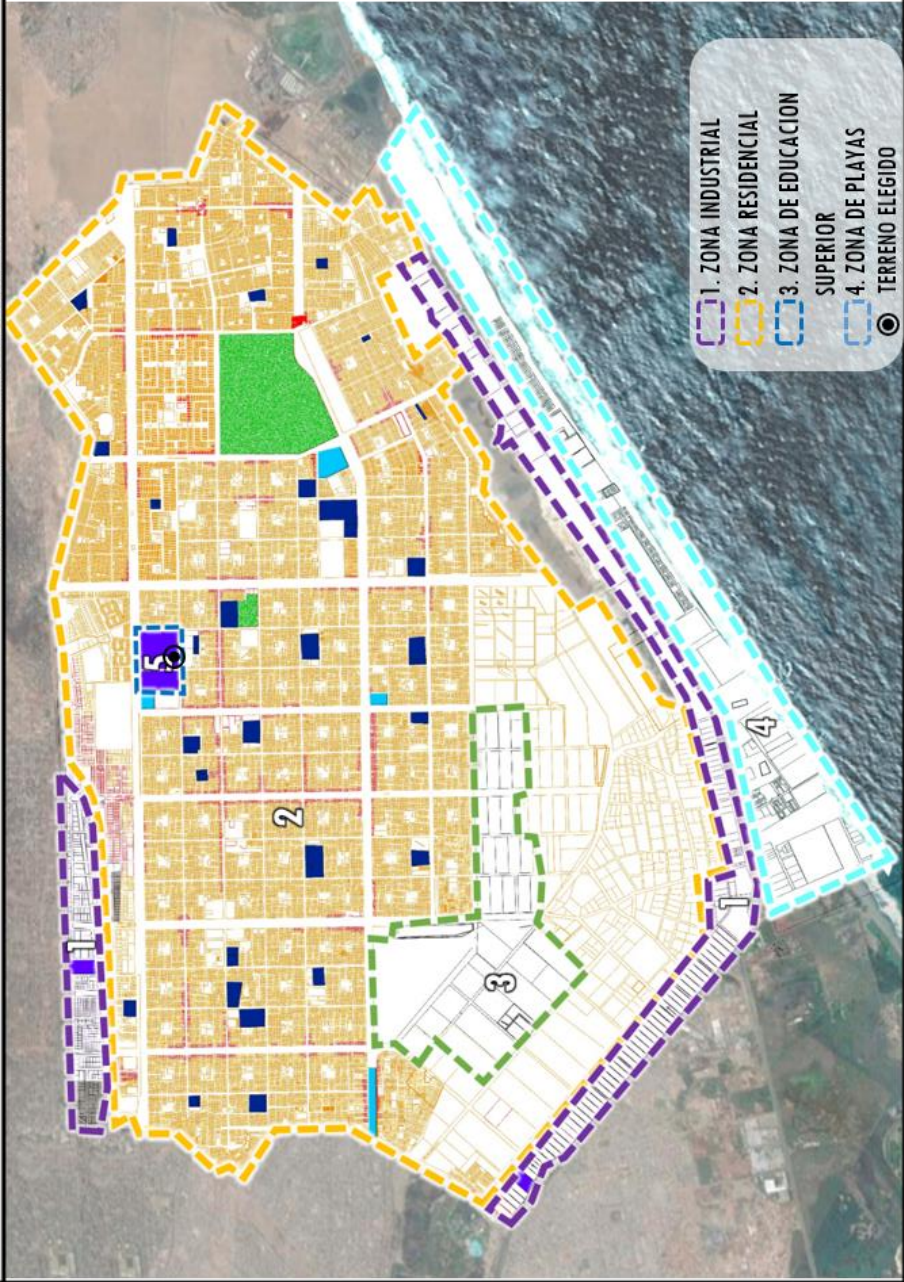 1. ZONA INDUSTRIAL
2. ZONA RESIDENCIAL
3. ZONA DE EDUCACION
SUPERIOR
4. ZONA DE PLAYAS
TERRENO ELEGIDO
1
5
2
3
1
4